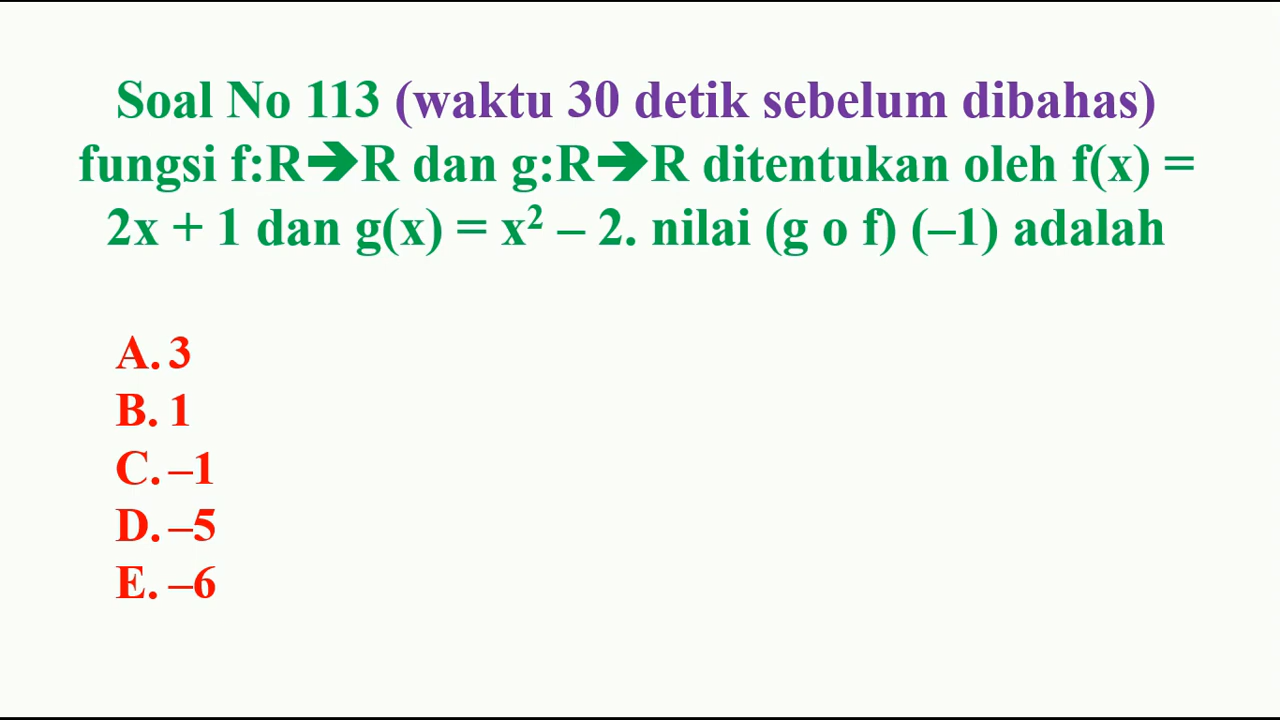 Soal No 113 (waktu 30 detik sebelum dibahas)
fungsi f:R➔R dan g:R➔R ditentukan oleh f(x) =
2x + 1 dan g(x) = x² – 2. nilai (g o f) (–1) adalah
A. 3
B. 1
C. –1
D. –5
E. –6